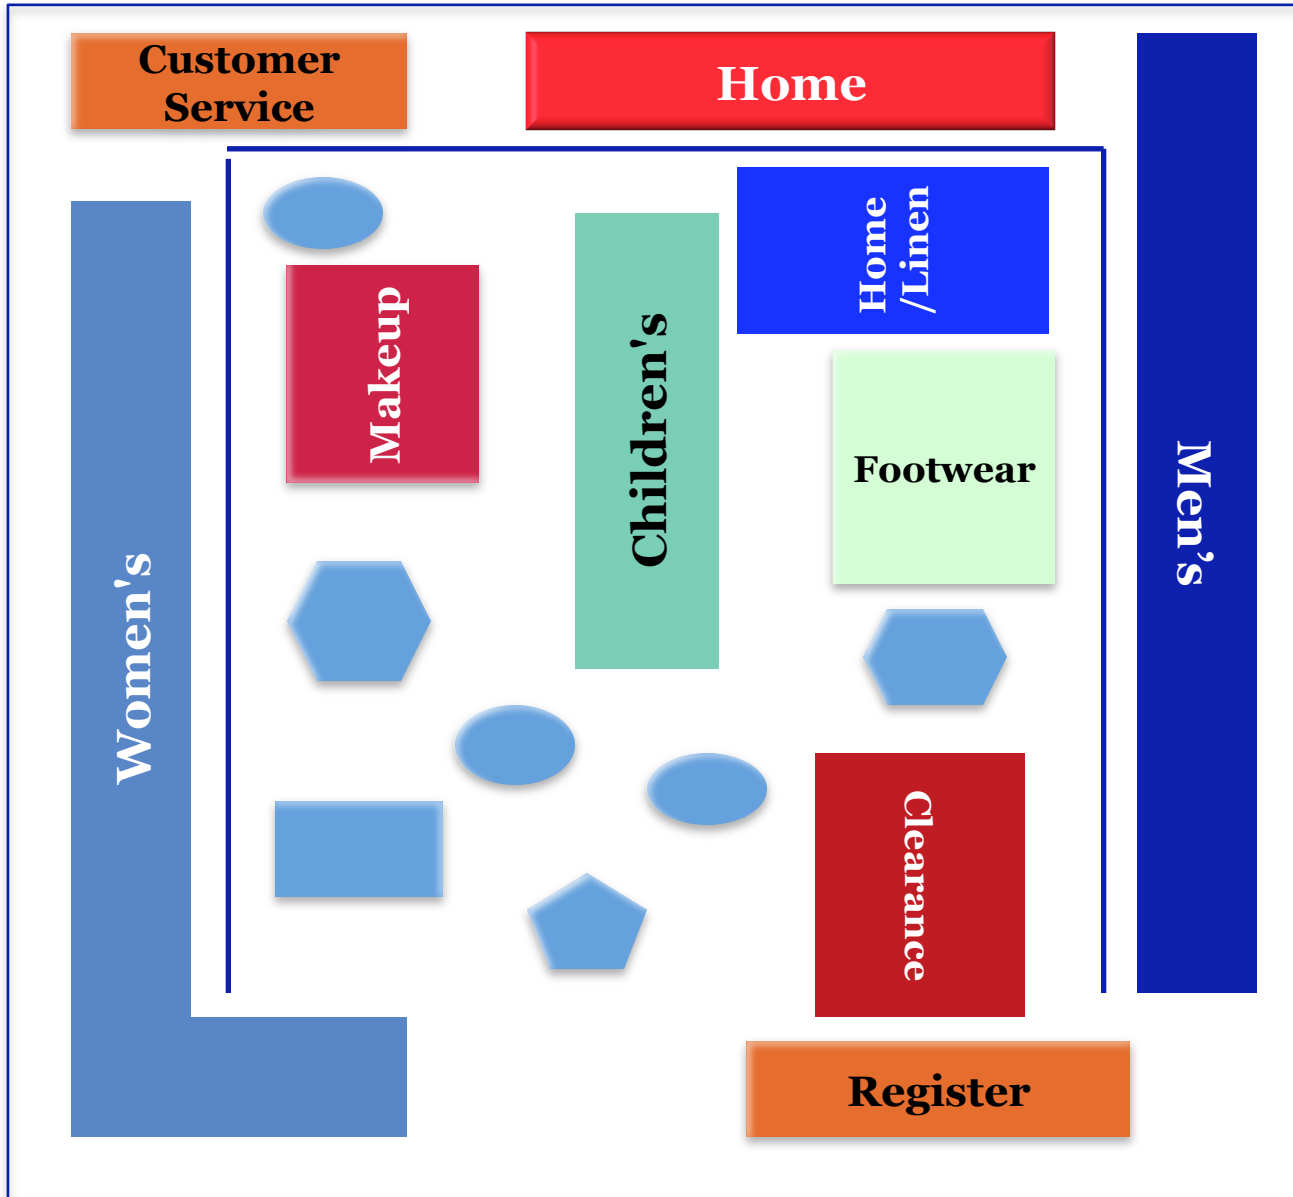 Customer
Service
Home
Home
/Linen
Makeup
Children's
Footwear
Men’s
Women's
Clearance
Register